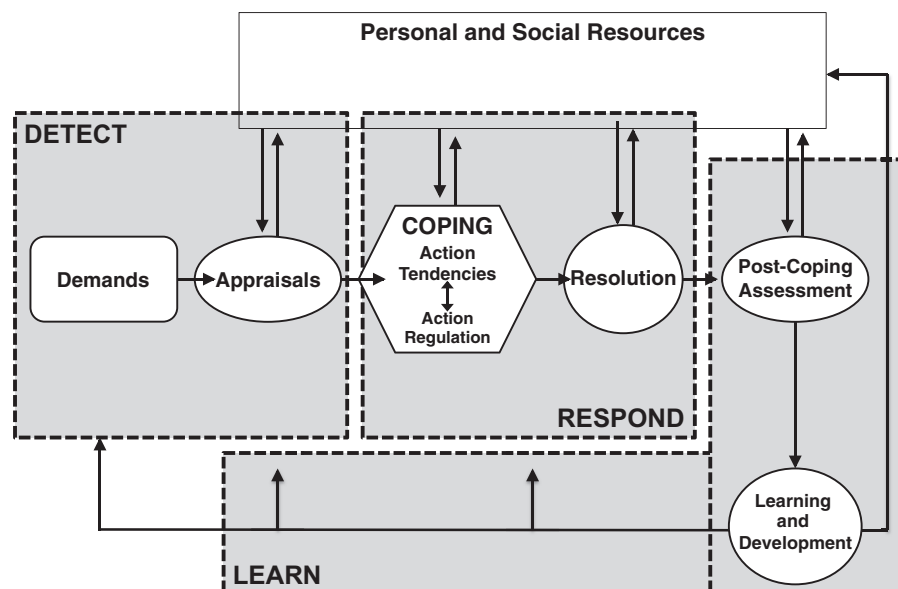 Personal and Social Resources
DETECT
Demands
Appraisals
COPING
Action
Tendencies
Action
Regulation
Resolution
RESPOND
Post-Coping
Assessment
Learning
and
Development
LEARN